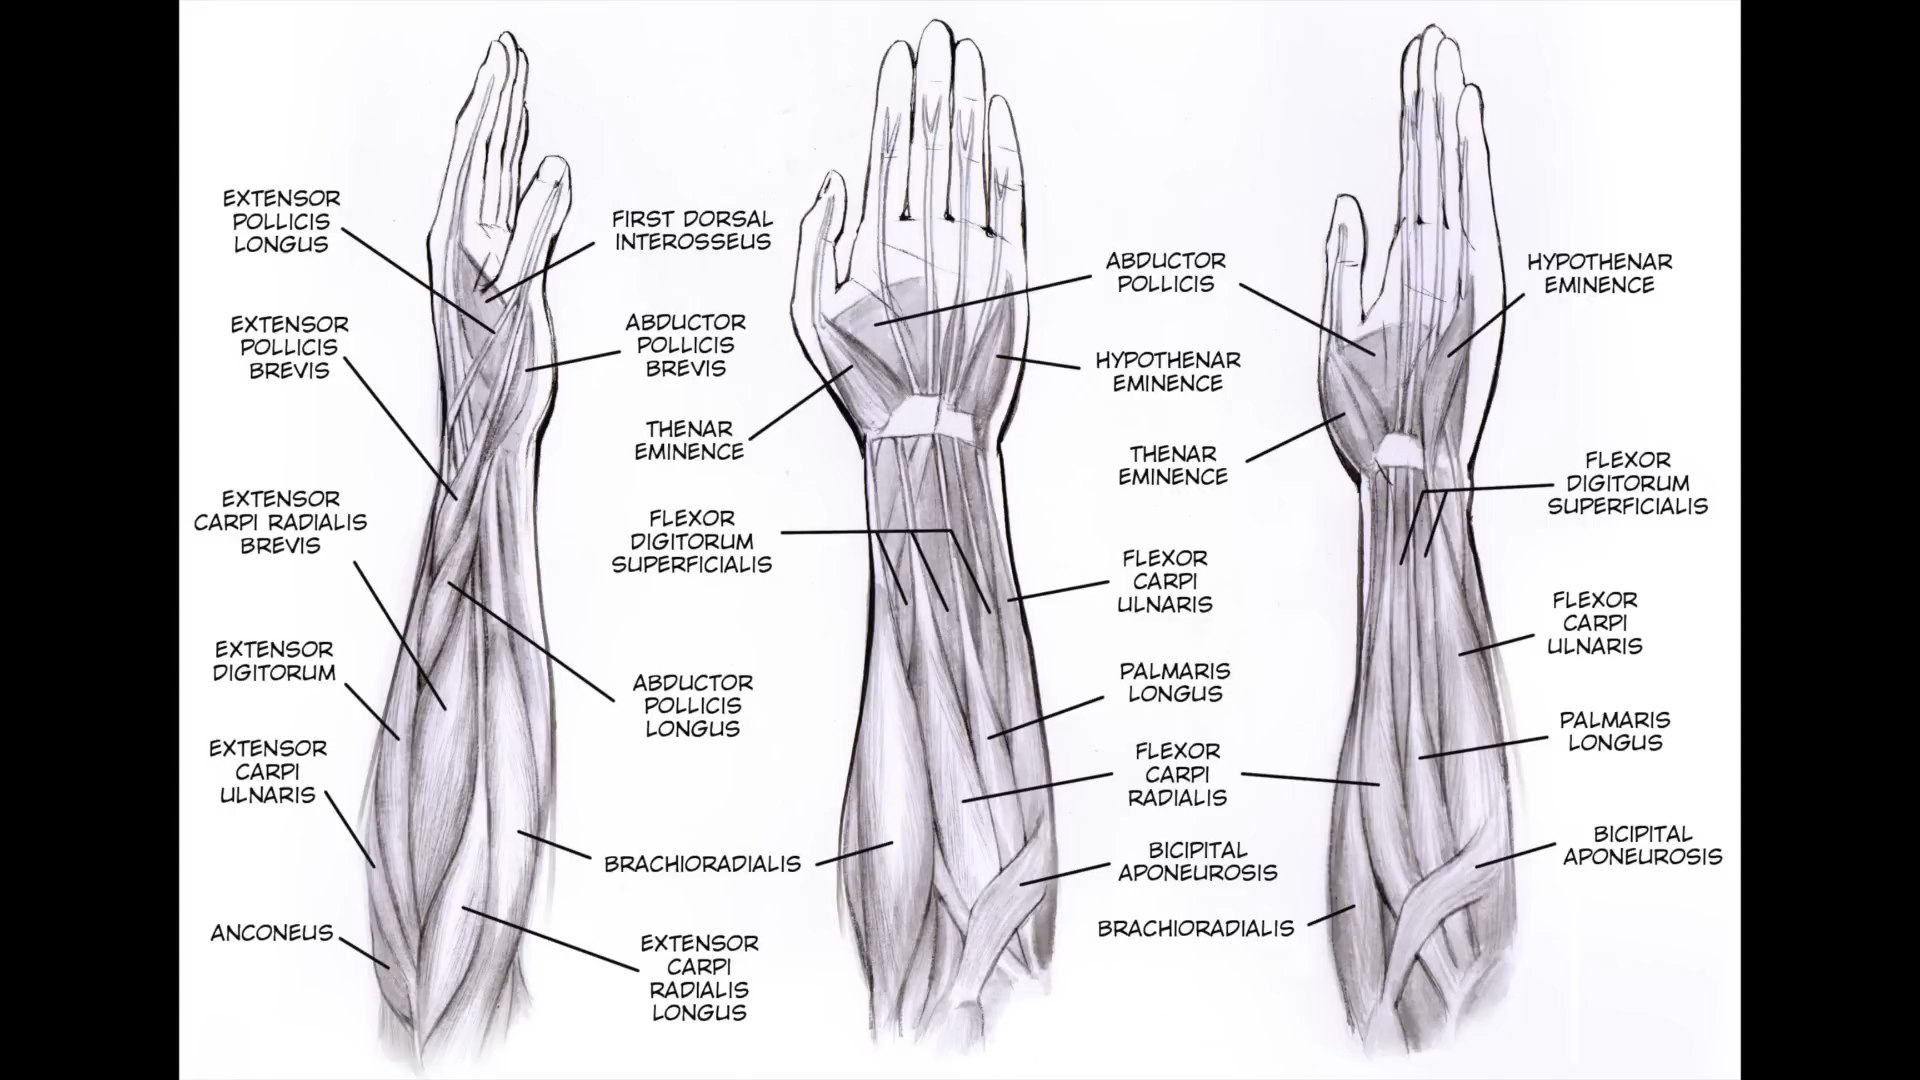 EXTENSOR
POLLICIS
LONGUS
EXTENSOR
POLLICIS
BREVIS
EXTENSOR
CARPI RADIALIS
BREVIS
EXTENSOR
DIGITORUM
EXTENSOR
CARPI
ULNARIS
ANCONEUS
FIRST DORSAL
INTEROSSEUS
ABDUCTOR
POLLICIS
BREVIS
THENAR
EMINENCE
FLEXOR
DIGITORUM
SUPERFICIALIS
ABDUCTOR
POLLICIS
LONGUS
BRACHIORADIALIS
EXTENSOR
CARPI
RADIALIS
LONGUS
ABDUCTOR
POLLICIS
HYPOTHENAR
EMINENCE
THENAR
EMINENCE
FLEXOR
CARPI
ULNARIS
PALMARIS
LONGUS
FLEXOR
CARPI
RADIALIS
BICIPITAL
APONEUROSIS
BRACHIORADIALIS
HYPOTHENAR
EMINENCE
FLEXOR
DIGITORUM
SUPERFICIALIS
FLEXOR
CARPI
ULNARIS
PALMARIS
LONGUS
BICIPITAL
APONEUROSIS